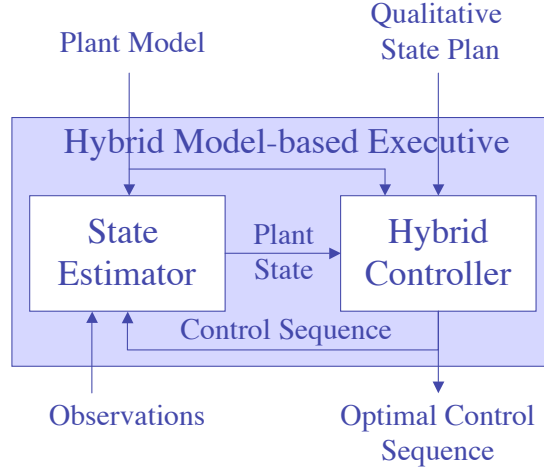 Plant Model
Qualitative
State Plan
Hybrid Model-based Executive
State
Estimator
Plant
State
Hybrid
Controller
Control Sequence
Observations
Optimal Control
Sequence